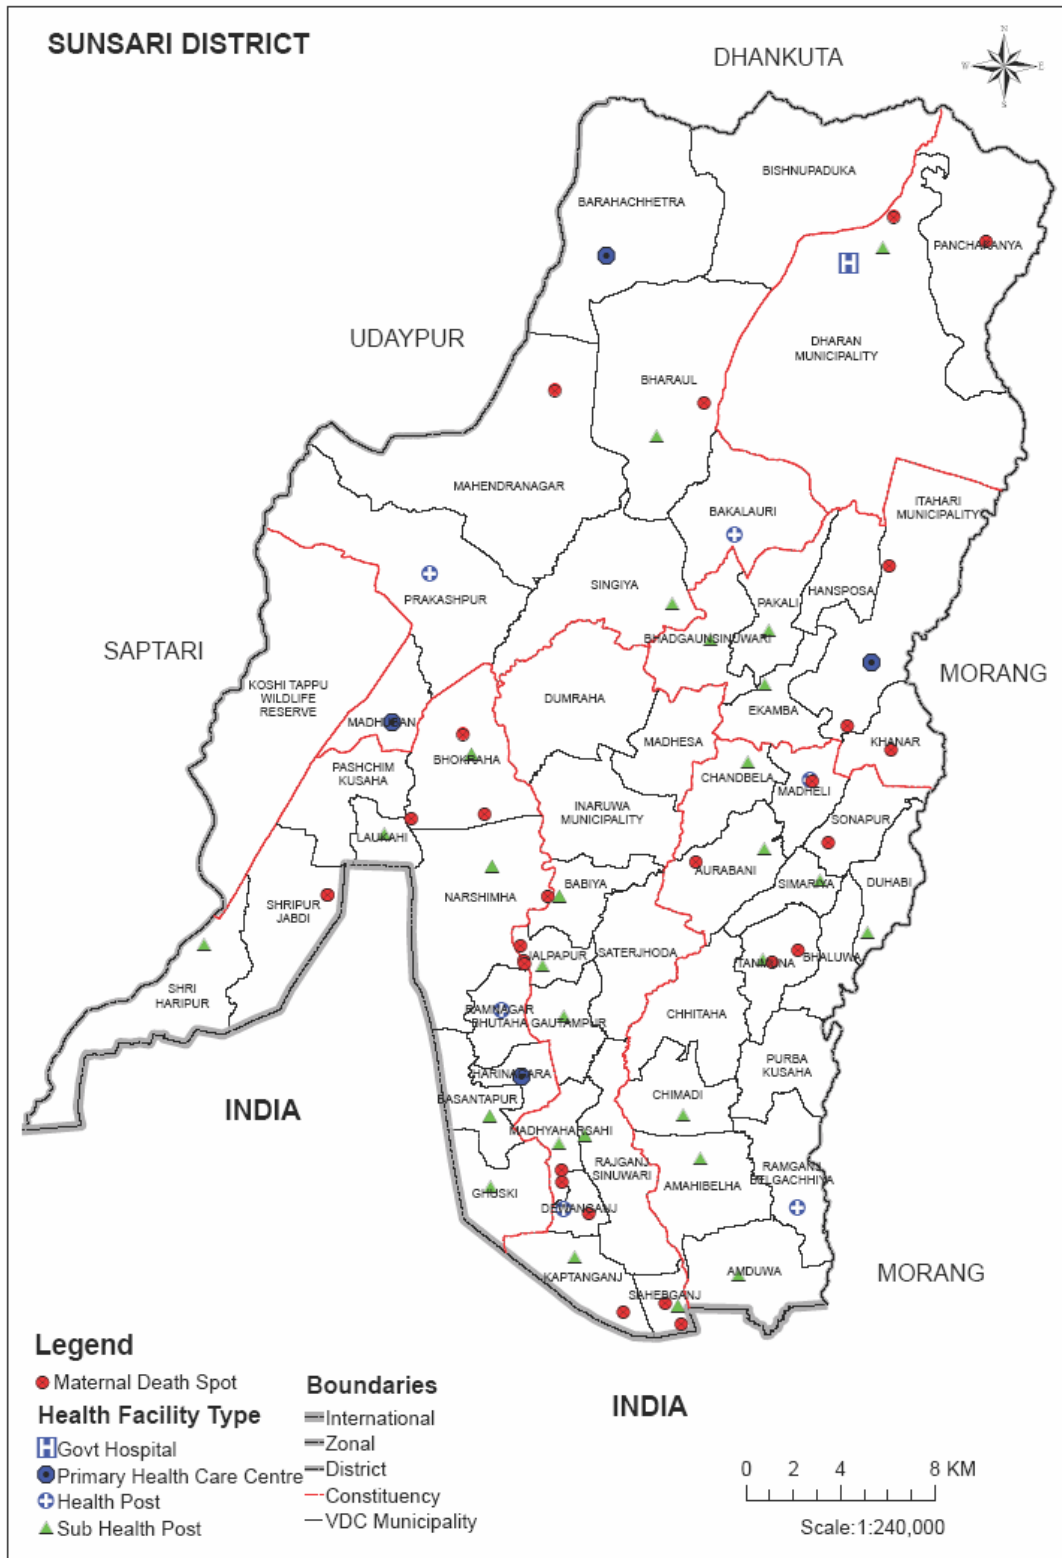 SUNSARI DISTRICT
DHANKUTA
N
W
E
S
BISHNUPADUKA
BARAHACHHETRA
PANCHAKANYA
H
UDAYPUR
DHARAN
MUNICIPALITY
BHARAUL
MAHENDRANAGAR
ITAHARI
MUNICIPALITY
BAKALAURI
SINGIYA
HANSPOSA
PRAKASHPUR
PAKALI
BHADGAUNSINUWARI
SAPTARI
MORANG
KOSHI TAPPU
WILDLIFE
RESERVE
DUMRAHA
EKAMBA
MADHUBAN
MADHESA
KHANAR
BHOKRAHA
PASHCHIM
KUSAHA
CHANDBELA
MADHELI
INARUWA
MUNICIPALITY
SONAPUR
LAUKAHI
AURABANI
SIMARIYA
DUHABI
NARSHIMHA
BABIYA
SHRIPUR
JABDI
JALPAPUR
SATERJHODA
TANMUNA
BHALUWA
SHRI
HARIPUR
RAMNAGAR
BHUTAHA
GAUTAMPUR
CHHITAHA
PURBA
KUSAHA
HARINAGARA
BASANTAPUR
CHIMADI
INDIA
MADHYAHARSAHI
RAJGANJ
SINUWARI
RAMGANJ
BELGACHHIYA
GHUSKI
AMAHIBELHA
DEWANGANJ
KAPTANGANJ
AMDUWA
MORANG
SAHEBGANJ
Legend
Maternal Death Spot
Health Facility Type
H Govt Hospital
Primary Health Care Centre
Health Post
Sub Health Post
Boundaries
International
Zonal
District
Constituency
VDC Municipality
INDIA
0 2 4 8 KM
Scale:1:240,000